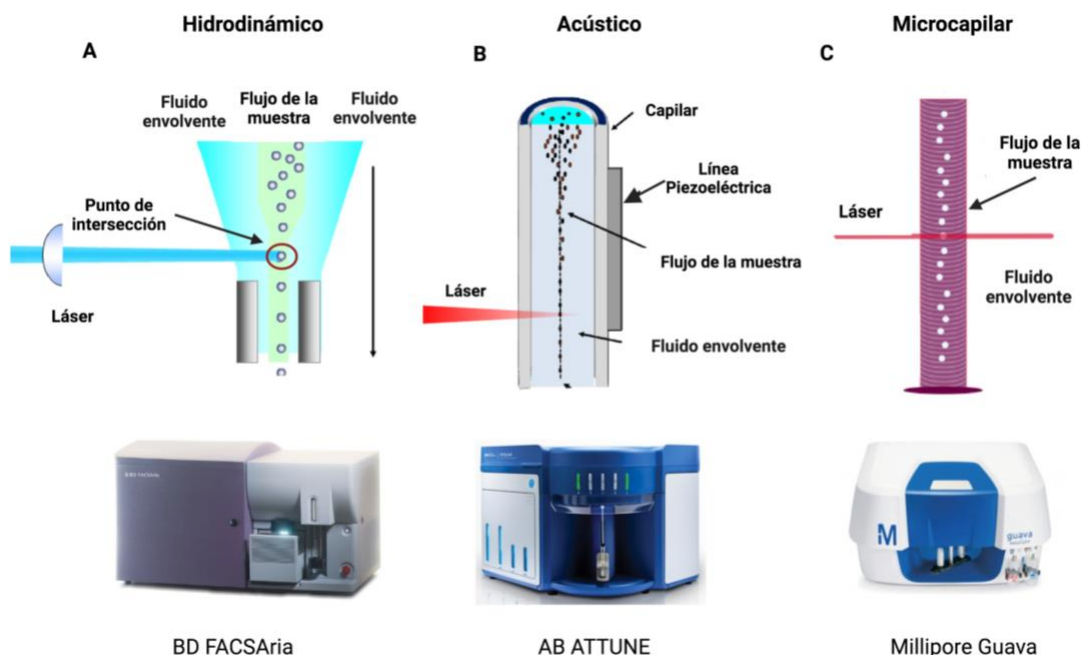 Hidrodinámico
Acústico
Microcapilar
A
Fluido
envolvente
Flujo de la
muestra
Fluido
envolvente
Punto de
intersección
Láser
B
Capilar
Línea
Piezoeléctrica
Flujo de la muestra
Láser
Fluido envolvente
C
Flujo de la
muestra
Láser
Fluido
envolvente
M
guava
BD FACSAria
AB ATTUNE
Millipore Guava